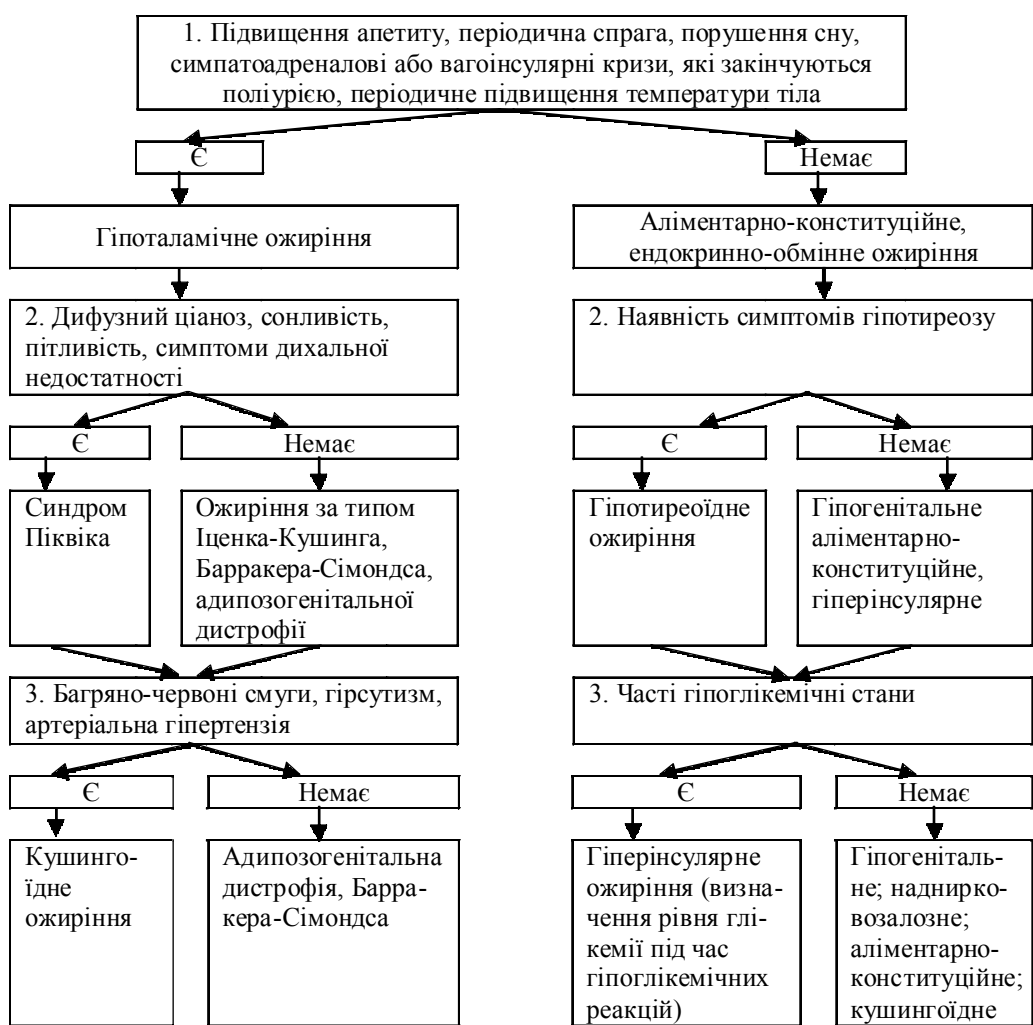 1. Підвищення апетиту, періодична спрага, порушення сну,
симпатоадреналові або вагоінсулярні кризи, які закінчуються
поліурією, періодичне підвищення температури тіла
Є
Немає
Гіпоталамічне ожиріння
Аліментарно-конституційне,
ендокринно-обмінне ожиріння
2. Дифузний ціаноз, сонливість,
пітливість, симптоми дихальної
недостатності
2. Наявність симптомів гіпотиреозу
Є
Немає
Є
Немає
Синдром
Піквіка
Ожиріння за типом
Іценка-Кушинга,
Барракера-Сімондса,
адипозогенітальної
дистрофії
Гіпотиреоїдне
ожиріння
Гіпогенітальне
аліментарно-
конституційне,
гіперінсулярне
3. Багряно-червоні смуги, гірсутизм,
артеріальна гіпертензія
3. Часті гіпоглікемічні стани
Є
Немає
Є
Немає
Кушинго-
їдне
ожиріння
Адипозогенітальна
дистрофія, Барра-
кера-Сімондса
Гіперінсулярне
ожиріння (визна-
чення рівня глі-
кемії під час
гіпоглікемічних
реакцій)
Гіпогеніталь-
не; наднирко-
возалозне;
аліментарно-
конституційне;
кушингоїдне